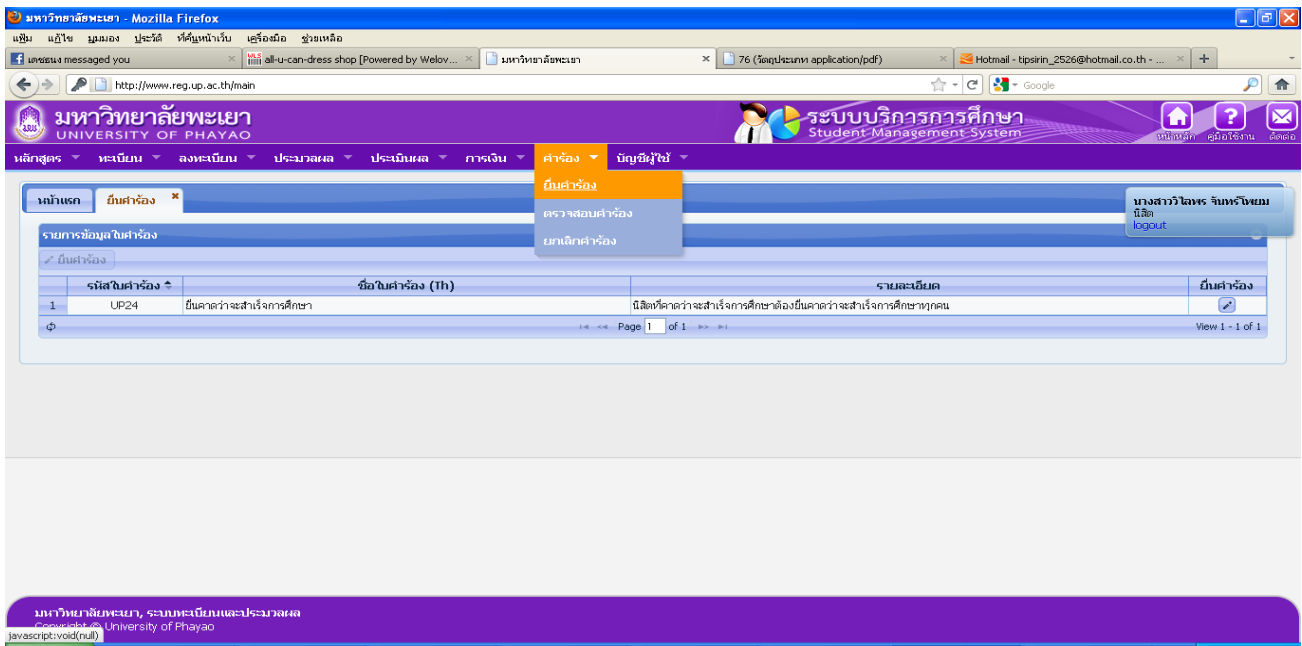 มหาวิทยาลัยพะเยา - Mozilla Firefox
แฟ้ม แก้ไข มุมมอง ประวัติ ที่คั่นหน้าเว็บ เครื่องมือ ช่วยเหลือ
messaged you all-u-can-dress shop [Powered by Welov... มหาวิทยาลัยพะเยา 76 (วัตถุประเภท application/pdf) Hotmail - tipsirin_2526@hotmail.co.th - ...
http://www.reg.up.ac.th/main Google
มหาวิทยาลัยพะเยา
UNIVERSITY OF PHAYAO
ระบบบริการการศึกษา
Student Management System
หน้าหลัก คู่มือใช้งาน ติดต่อ
หลักสูตร ทะเบียน ลงทะเบียน ประมวลผล ประเมินผล การเงิน คำร้อง บัญชีผู้ใช้
ยื่นคำร้อง
ตรวจสอบคำร้อง
ยกเลิกคำร้อง
หน้าแรก ยื่นคำร้อง
นางสาววิไลพร จันทร์โพยม
นิสิต
logout
รายการข้อมูลใบคำร้อง
ยื่นคำร้อง
รหัสใบคำร้อง ชื่อใบคำร้อง (Th) รายละเอียด ยื่นคำร้อง
1 UP24 ยื่นคาดว่าจะสำเร็จการศึกษา นิสิตที่คาดว่าจะสำเร็จการศึกษาต้องยื่นคาดว่าจะสำเร็จการศึกษาทุกคน
Page 1 of 1 View 1 - 1 of 1
มหาวิทยาลัยพะเยา, ระบบทะเบียนและประมวลผล
Copyright © University of Phayao
javascript:void(null)